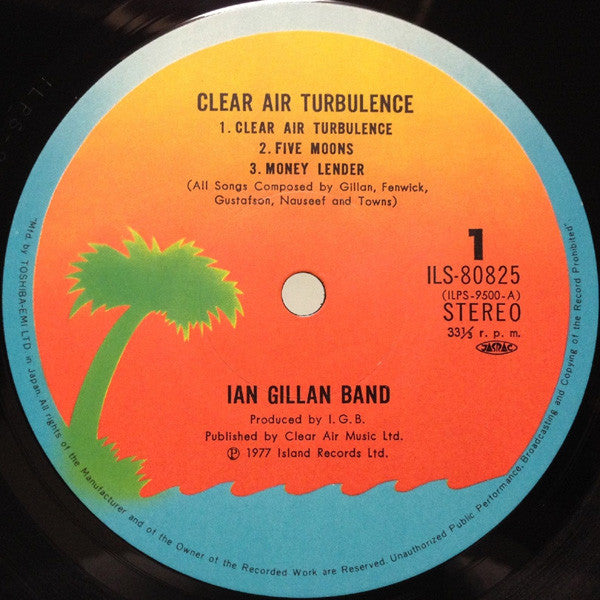 CLEAR AIR TURBULENCE
1. CLEAR AIR TURBULENCE
2. FIVE MOONS
3. MONEY LENDER
(All Songs Composed by Gillan, Fenwick,
Gustafson, Nauseef and Towns)
1
ILS-80825
(ILPS-9500-A)
STEREO
33⅓ r. p. m.
JASRAC
IAN GILLAN BAND
Produced by I. G. B.
Published by Clear Air Music Ltd.
Ⓟ 1977 Island Records Ltd.
"Mfd. by TOSHIBA-EMI LTD. in Japan. All rights of the Manufacturer and of the Owner of the Recorded Work are Reserved. Unauthorized Public Performance, Broadcasting and Copying of the Record Prohibited"